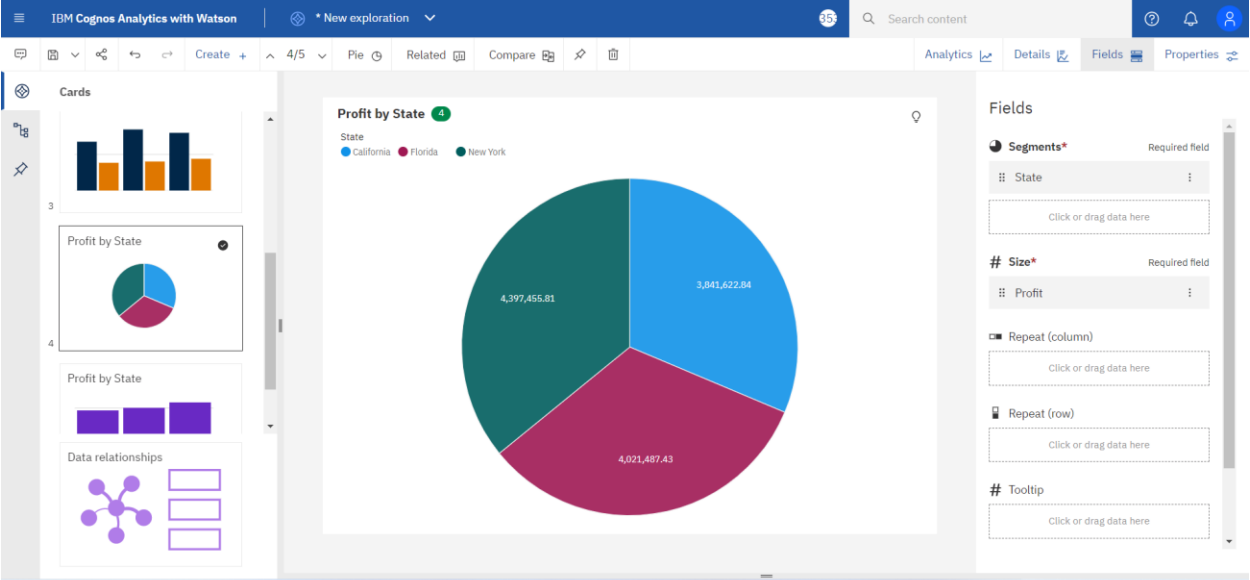 IBM Cognos Analytics with Watson
* New exploration
353
Search content
Create +
4/5
Pie
Related
Compare
Analytics
Details
Fields
Properties
Cards
3
Profit by State
4
Profit by State
Data relationships
Profit by State 4
State
California Florida New York
4,397,455.81
3,841,622.84
4,021,487.43
Fields
Segments* Required field
State
Click or drag data here
# Size* Required field
Profit
Repeat (column)
Click or drag data here
Repeat (row)
Click or drag data here
# Tooltip
Click or drag data here